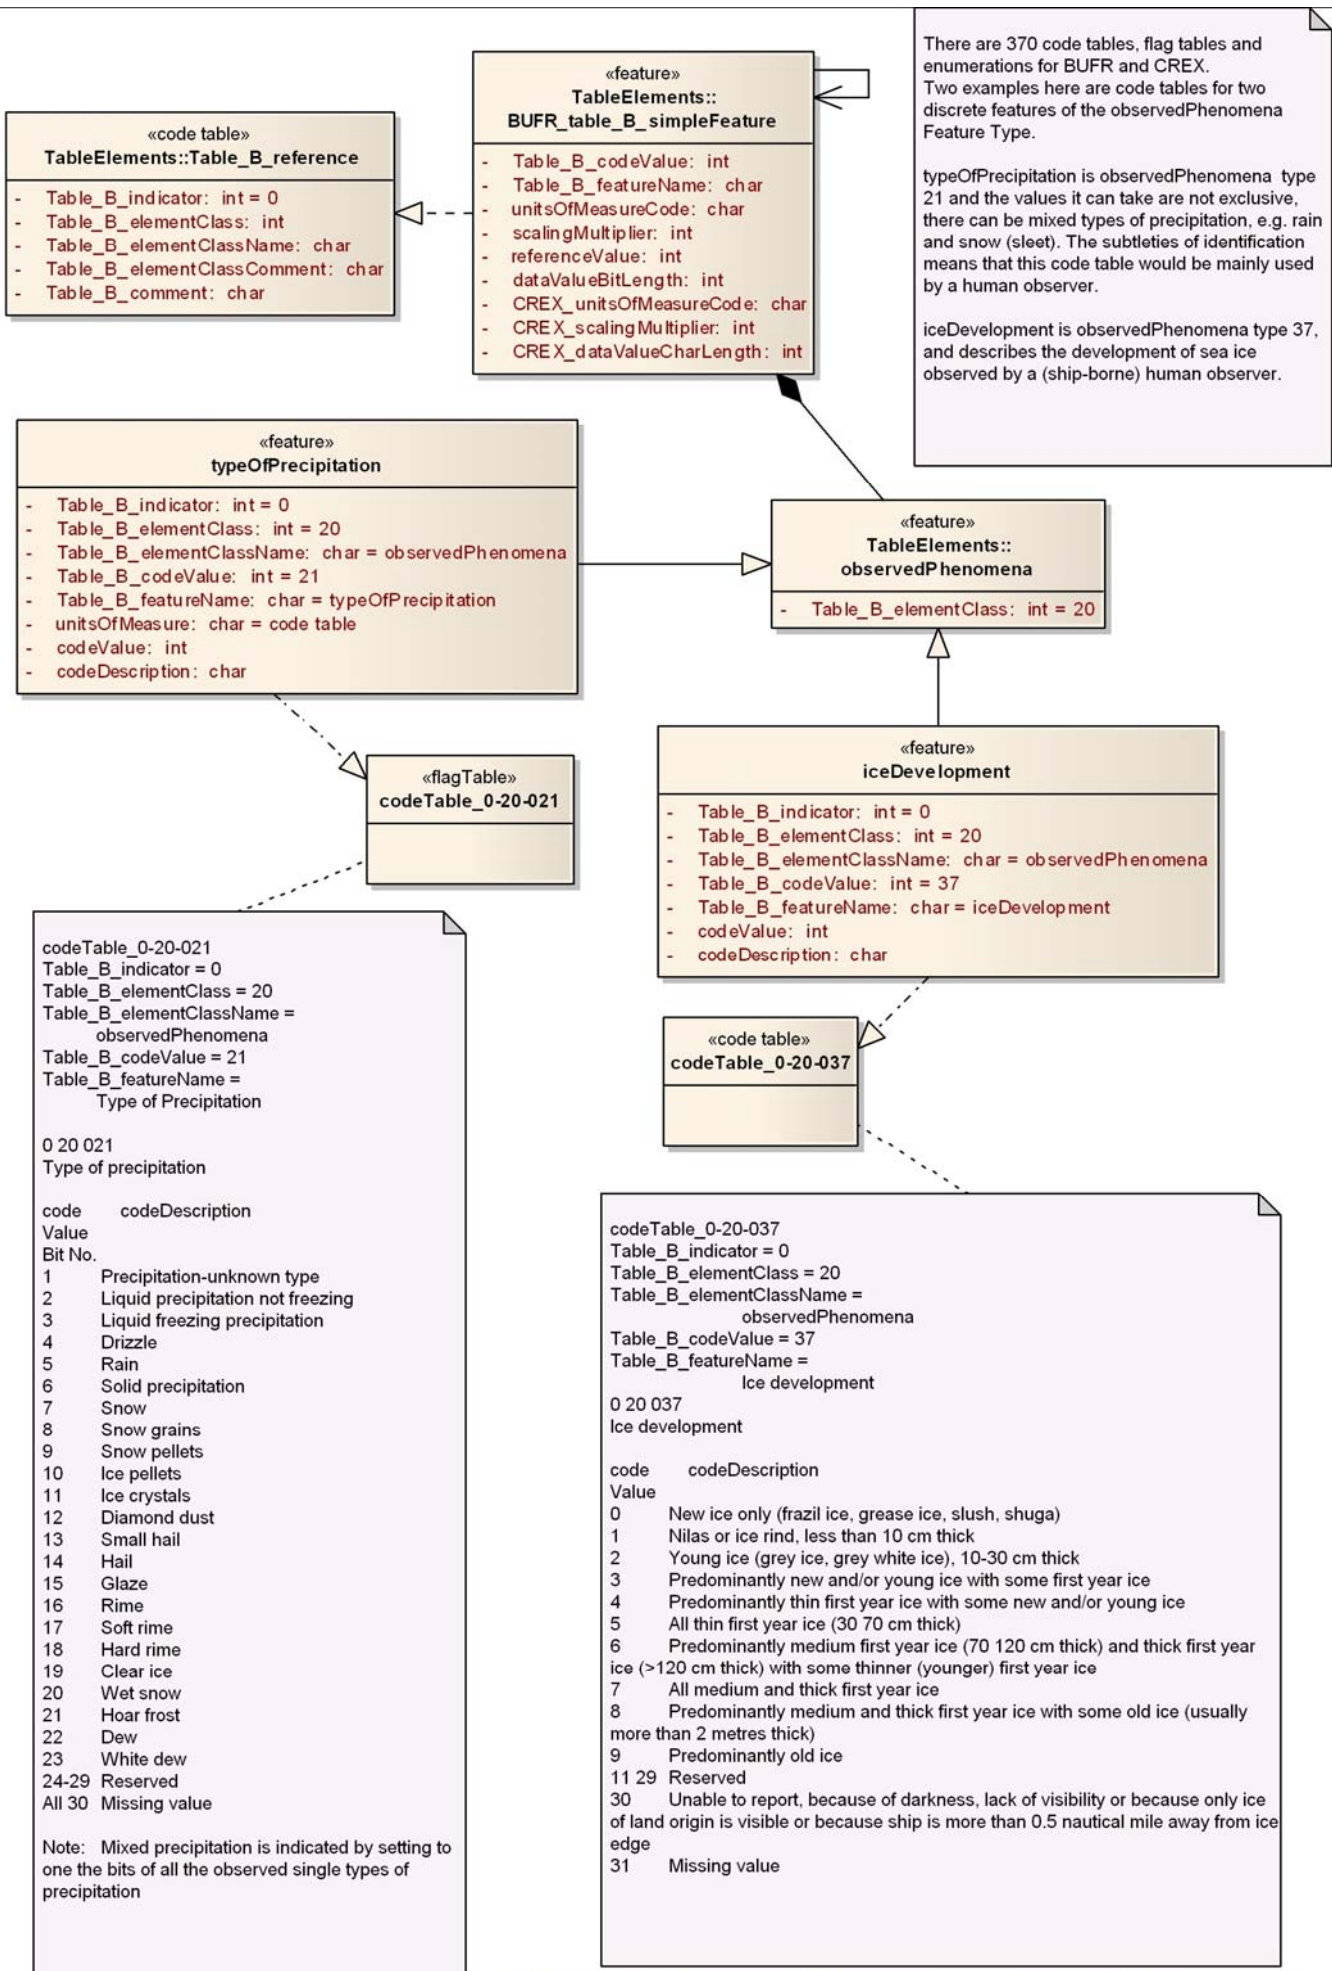 «feature»
TableElements::
BUFR_table_B_simpleFeature
- Table_B_codeValue: int
- Table_B_featureName: char
- unitsOfMeasureCode: char
- scalingMultiplier: int
- referenceValue: int
- dataValueBitLength: int
- CREX_unitsOfMeasureCode: char
- CREX_scalingMultiplier: int
- CREX_dataValueCharLength: int
«code table»
TableElements::Table_B_reference
- Table_B_indicator: int = 0
- Table_B_elementClass: int
- Table_B_elementClassName: char
- Table_B_elementClassComment: char
- Table_B_comment: char
There are 370 code tables, flag tables and
enumerations for BUFR and CREX.
Two examples here are code tables for two
discrete features of the observedPhenomena
Feature Type.
typeOfPrecipitation is observedPhenomena type
21 and the values it can take are not exclusive,
there can be mixed types of precipitation, e.g. rain
and snow (sleet). The subtleties of identification
means that this code table would be mainly used
by a human observer.
iceDevelopment is observedPhenomena type 37,
and describes the development of sea ice
observed by a (ship-borne) human observer.
«feature»
typeOfPrecipitation
- Table_B_indicator: int = 0
- Table_B_elementClass: int = 20
- Table_B_elementClassName: char = observedPhenomena
- Table_B_codeValue: int = 21
- Table_B_featureName: char = typeOfPrecipitation
- unitsOfMeasure: char = code table
- codeValue: int
- codeDescription: char
«feature»
TableElements::
observedPhenomena
- Table_B_elementClass: int = 20
«flagTable»
codeTable_0-20-021
«feature»
iceDevelopment
- Table_B_indicator: int = 0
- Table_B_elementClass: int = 20
- Table_B_elementClassName: char = observedPhenomena
- Table_B_codeValue: int = 37
- Table_B_featureName: char = iceDevelopment
- codeValue: int
- codeDescription: char
«code table»
codeTable_0-20-037
codeTable_0-20-021
Table_B_indicator = 0
Table_B_elementClass = 20
Table_B_elementClassName =
observedPhenomena
Table_B_codeValue = 21
Table_B_featureName =
Type of Precipitation
0 20 021
Type of precipitation
code codeDescription
Value
Bit No.
1 Precipitation-unknown type
2 Liquid precipitation not freezing
3 Liquid freezing precipitation
4 Drizzle
5 Rain
6 Solid precipitation
7 Snow
8 Snow grains
9 Snow pellets
10 Ice pellets
11 Ice crystals
12 Diamond dust
13 Small hail
14 Hail
15 Glaze
16 Rime
17 Soft rime
18 Hard rime
19 Clear ice
20 Wet snow
21 Hoar frost
22 Dew
23 White dew
24-29 Reserved
All 30 Missing value
Note: Mixed precipitation is indicated by setting to
one the bits of all the observed single types of
precipitation
codeTable_0-20-037
Table_B_indicator = 0
Table_B_elementClass = 20
Table_B_elementClassName =
observedPhenomena
Table_B_codeValue = 37
Table_B_featureName =
Ice development
0 20 037
Ice development
code codeDescription
Value
0 New ice only (frazil ice, grease ice, slush, shuga)
1 Nilas or ice rind, less than 10 cm thick
2 Young ice (grey ice, grey white ice), 10-30 cm thick
3 Predominantly new and/or young ice with some first year ice
4 Predominantly thin first year ice with some new and/or young ice
5 All thin first year ice (30 70 cm thick)
6 Predominantly medium first year ice (70 120 cm thick) and thick first year
ice (>120 cm thick) with some thinner (younger) first year ice
7 All medium and thick first year ice
8 Predominantly medium and thick first year ice with some old ice (usually
more than 2 metres thick)
9 Predominantly old ice
11 29 Reserved
30 Unable to report, because of darkness, lack of visibility or because only ice
of land origin is visible or because ship is more than 0.5 nautical mile away from ice
edge
31 Missing value